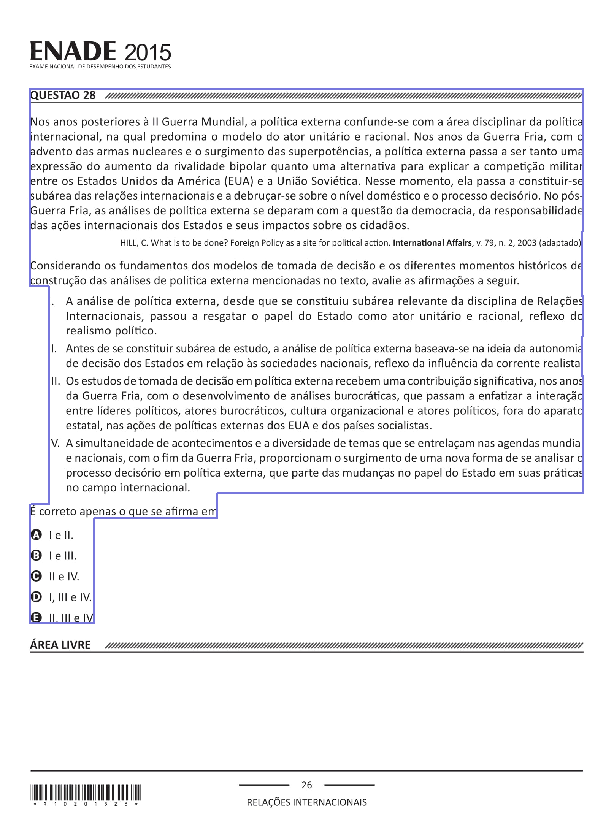 ENADE 2015
EXAME NACIONAL DE DESEMPENHO DOS ESTUDANTES
QUESTÃO 28
Nos anos posteriores à II Guerra Mundial, a política externa confunde-se com a área disciplinar da política
internacional, na qual predomina o modelo do ator unitário e racional. Nos anos da Guerra Fria, com o
advento das armas nucleares e o surgimento das superpotências, a política externa passa a ser tanto uma
expressão do aumento da rivalidade bipolar quanto uma alternativa para explicar a competição militar
entre os Estados Unidos da América (EUA) e a União Soviética. Nesse momento, ela passa a constituir-se
subárea das relações internacionais e a debruçar-se sobre o nível doméstico e o processo decisório. No pós-
Guerra Fria, as análises de política externa se deparam com a questão da democracia, da responsabilidade
das ações internacionais dos Estados e seus impactos sobre os cidadãos.
HILL, C. What is to be done? Foreign Policy as a site for political action. International Affairs, v. 79, n. 2, 2003 (adaptado)
Considerando os fundamentos dos modelos de tomada de decisão e os diferentes momentos históricos de
construção das análises de política externa mencionadas no texto, avalie as afirmações a seguir.
. A análise de política externa, desde que se constituiu subárea relevante da disciplina de Relações
Internacionais, passou a resgatar o papel do Estado como ator unitário e racional, reflexo do
realismo político.
I. Antes de se constituir subárea de estudo, a análise de política externa baseava-se na ideia da autonomia
de decisão dos Estados em relação às sociedades nacionais, reflexo da influência da corrente realista
II. Os estudos de tomada de decisão em política externa recebem uma contribuição significativa, nos anos
da Guerra Fria, com o desenvolvimento de análises burocráticas, que passam a enfatizar a interação
entre líderes políticos, atores burocráticos, cultura organizacional e atores políticos, fora do aparato
estatal, nas ações de políticas externas dos EUA e dos países socialistas.
V. A simultaneidade de acontecimentos e a diversidade de temas que se entrelaçam nas agendas mundia
e nacionais, com o fim da Guerra Fria, proporcionam o surgimento de uma nova forma de se analisar o
processo decisório em política externa, que parte das mudanças no papel do Estado em suas práticas
no campo internacional.
É correto apenas o que se afirma em
A I e II.
B I e III.
C II e IV.
D I, III e IV.
E II, III e IV
ÁREA LIVRE
26
RELAÇÕES INTERNACIONAIS